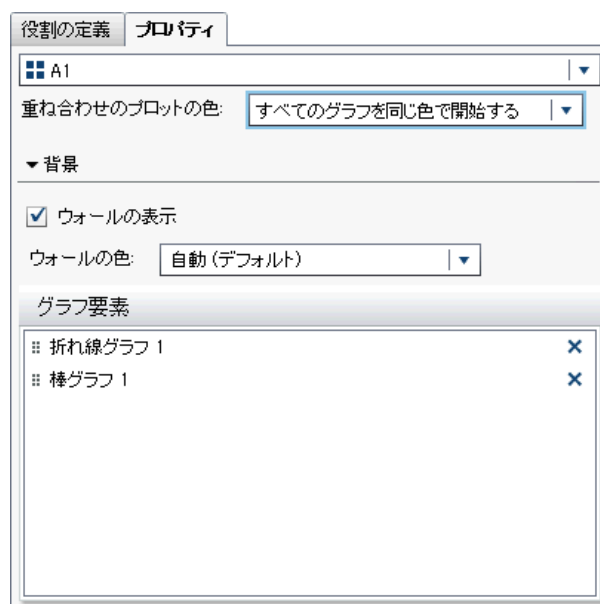 役割の定義 プロパティ
A1
重ね合わせのプロットの色: すべてのグラフを同じ色で開始する
背景
ウォールの表示
ウォールの色: 自動 (デフォルト)
グラフ要素
折れ線グラフ 1
棒グラフ 1